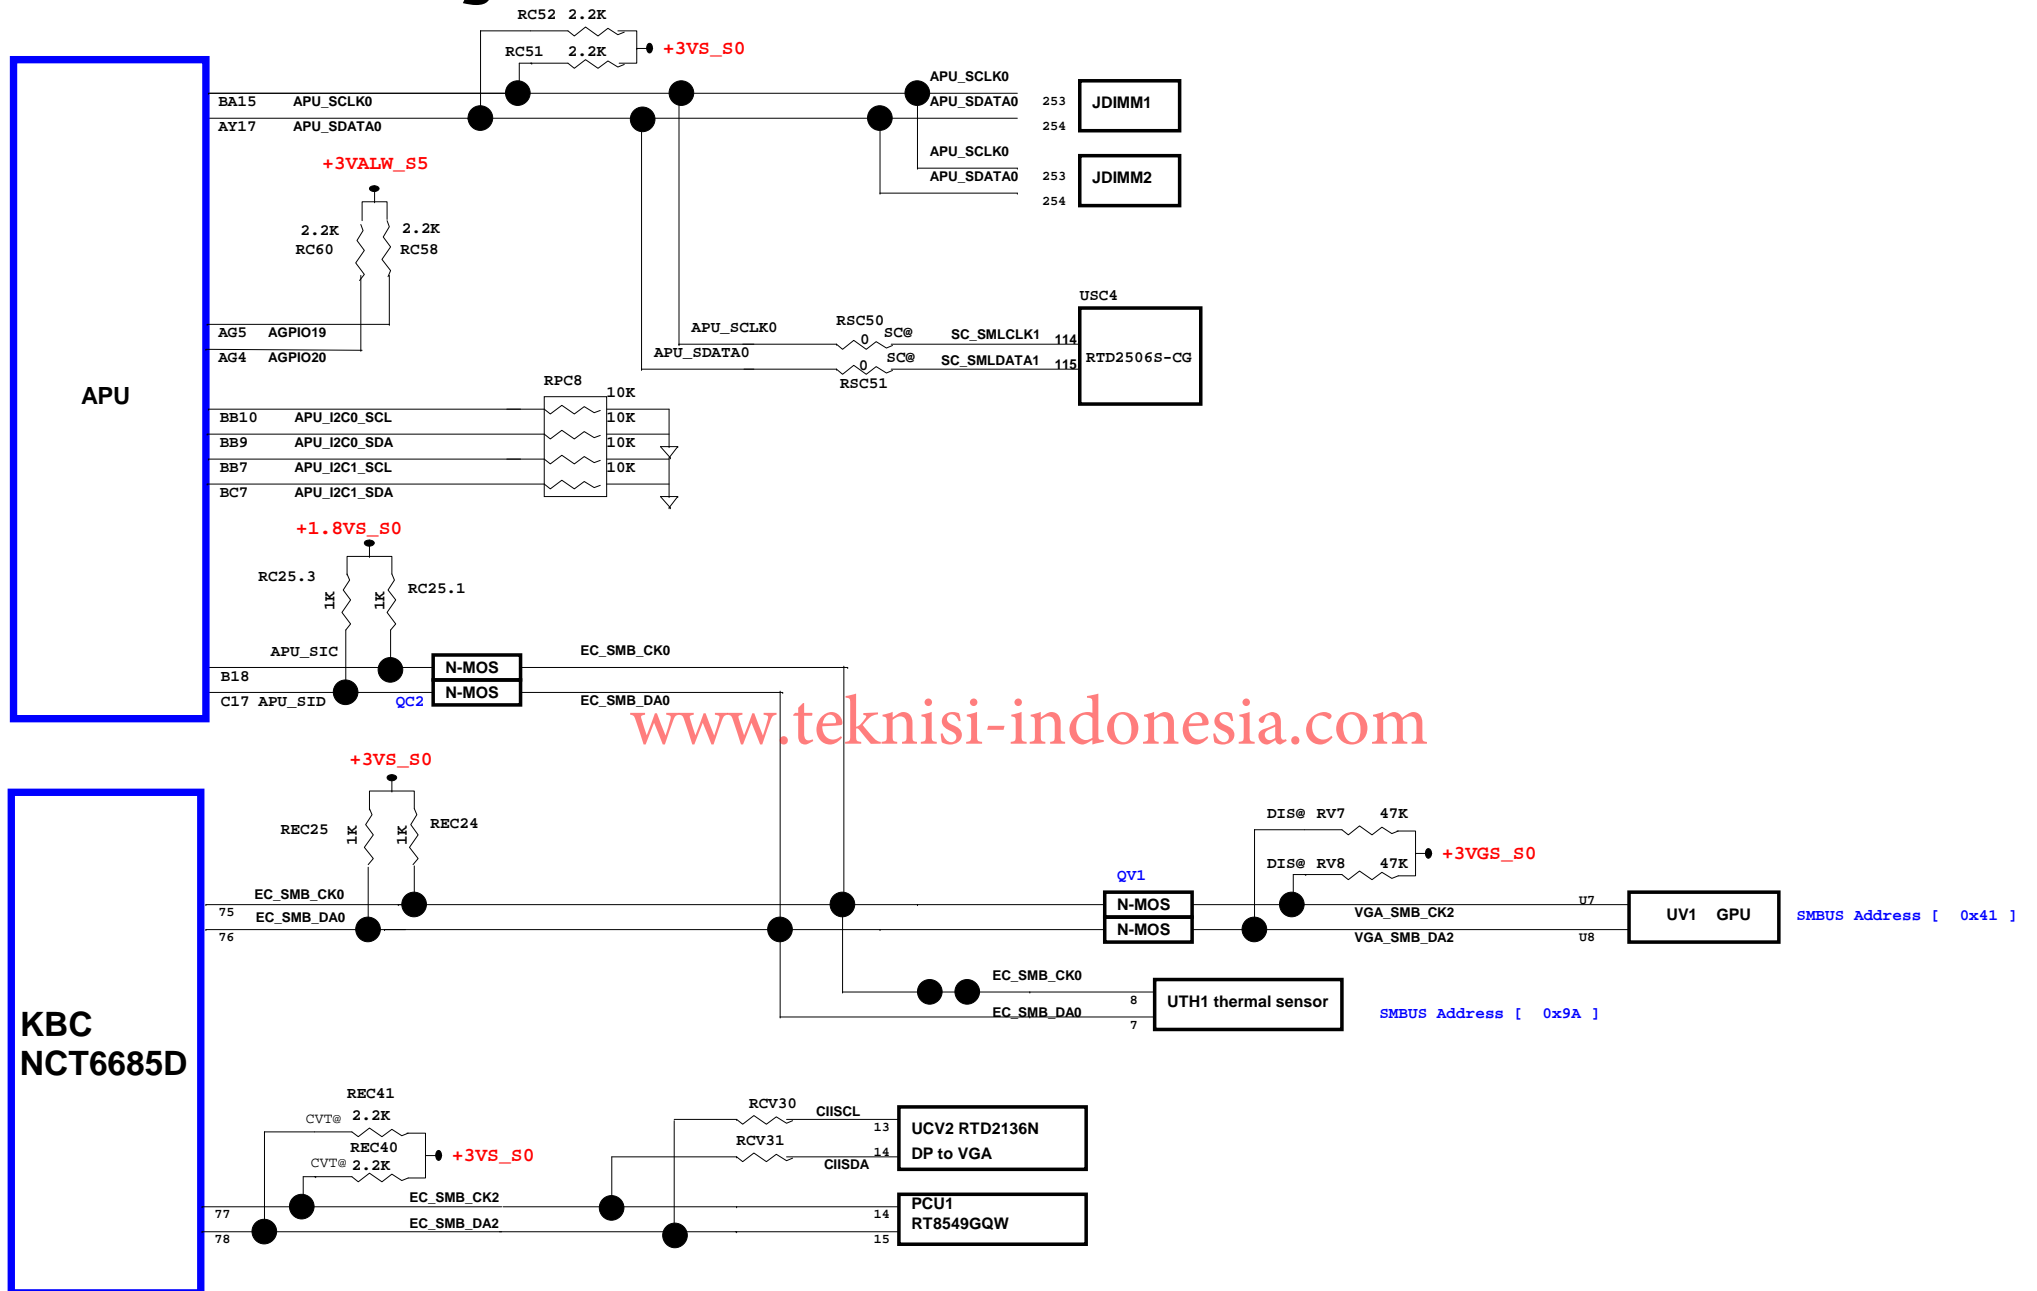 RC52 2.2K
RC51 2.2K
+3VS_S0
BA15 APU_SCLK0
AY17 APU_SDATA0
APU_SCLK0
APU_SDATA0
253
254
JDIMM1
APU_SCLK0
APU_SDATA0
253
254
JDIMM2
+3VALW_S5
2.2K 2.2K
RC60 RC58
AG5 AGPIO19
AG4 AGPIO20
APU
USC4
APU_SCLK0
RSC50
0 SC@
SC_SMLCLK1 114
APU_SDATA0
0 SC@
RSC51
SC_SMLDATA1 115
RTD2506S-CG
RPC8
10K
10K
10K
10K
BB10 APU_I2C0_SCL
BB9 APU_I2C0_SDA
BB7 APU_I2C1_SCL
BC7 APU_I2C1_SDA
+1.8VS_S0
RC25.3 1K
1K RC25.1
APU_SIC
B18
C17 APU_SID
QC2
N-MOS
N-MOS
EC_SMB_CK0
EC_SMB_DA0
www.teknisi-indonesia.com
+3VS_S0
REC25 1K
1K REC24
KBC
NCT6685D
EC_SMB_CK0
75
EC_SMB_DA0
76
QV1
N-MOS
N-MOS
DIS@ RV7 47K
DIS@ RV8 47K
+3VGS_S0
VGA_SMB_CK2
VGA_SMB_DA2
U7
U8
UV1 GPU
SMBUS Address [ 0x41 ]
EC_SMB_CK0
8
EC_SMB_DA0
7
UTH1 thermal sensor
SMBUS Address [ 0x9A ]
REC41
CVT@ 2.2K
REC40
CVT@ 2.2K
+3VS_S0
RCV30
CIISCL
13
RCV31
14
CIISDA
UCV2 RTD2136N
DP to VGA
77
EC_SMB_CK2
78
EC_SMB_DA2
14
15
PCU1
RT8549GQW